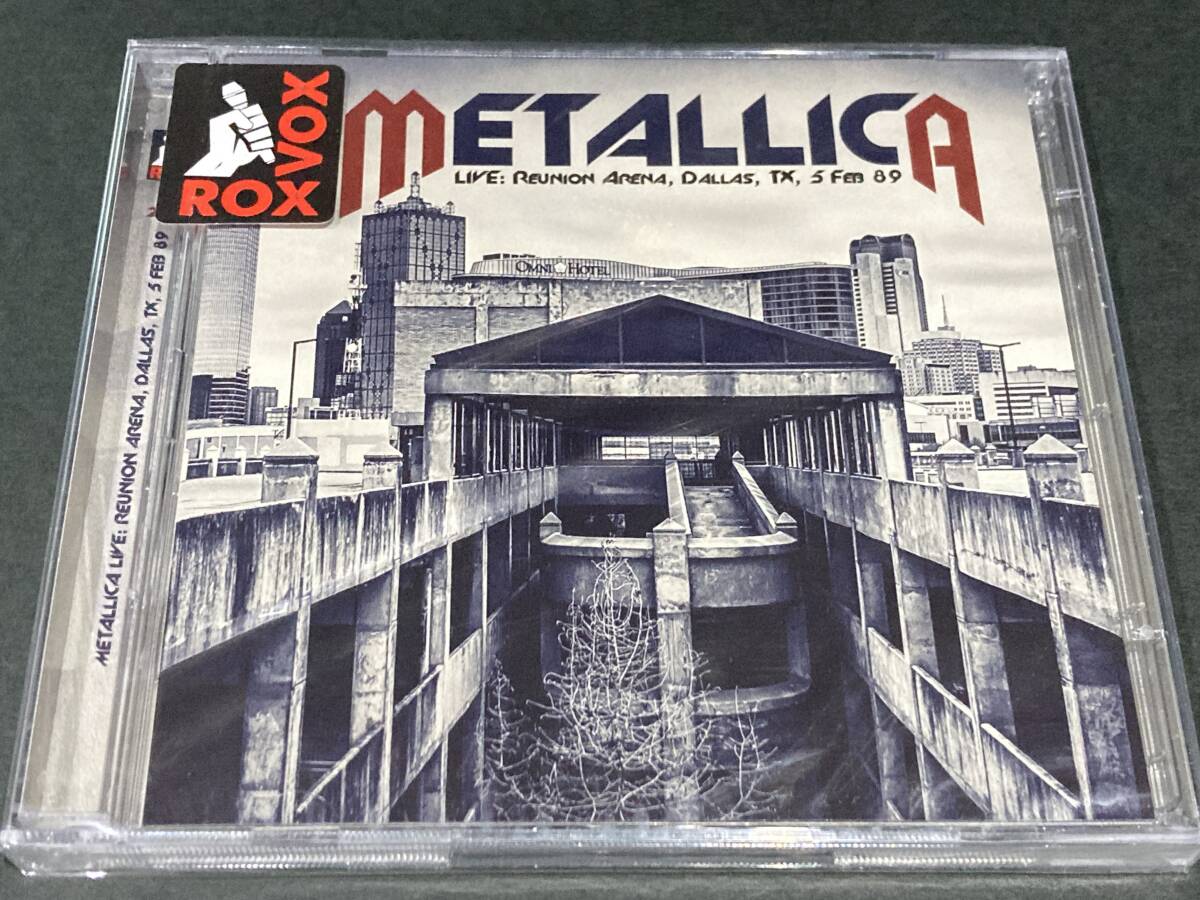 ROX
VOX
METALLICA
LIVE: REUNION ARENA, DALLAS, TX, 5 FEB 89
OMNI HOTEL
METALLICA LIVE: REUNION ARENA, DALLAS, TX, 5 FEB 89